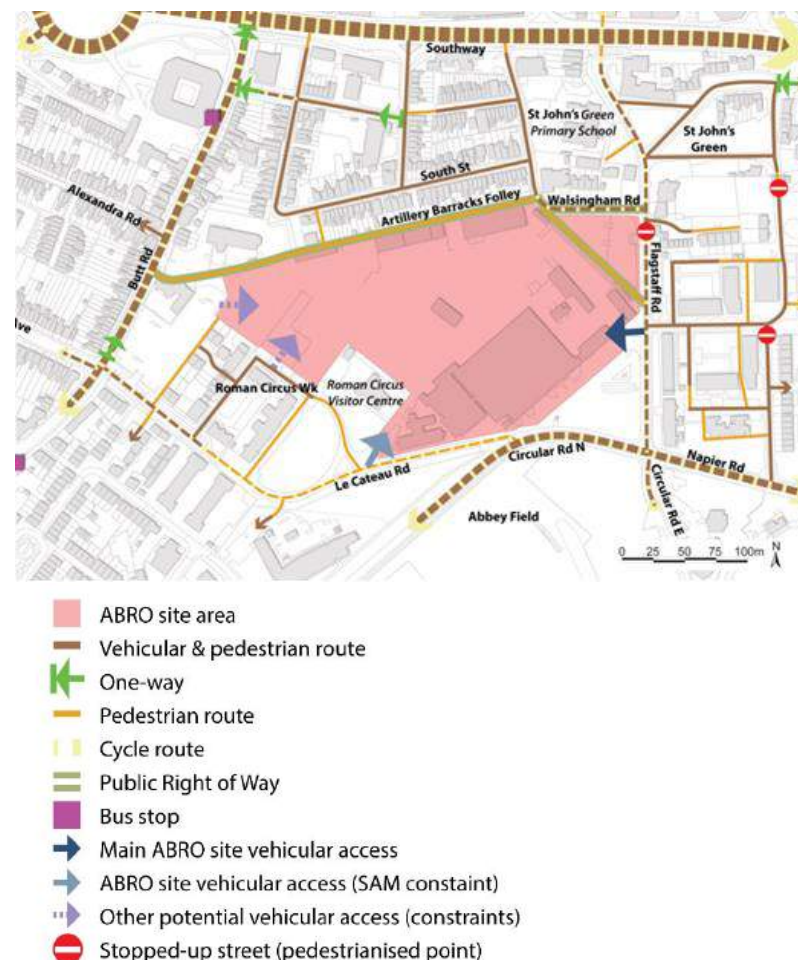 Southway
St John's Green
Primary School
St John's
Green
South St
Alexandra Rd
Artillery Barracks Folley
Walsingham Rd
Butt Rd
Flagstaff Rd
lve
Roman Circus Wk
Roman Circus
Visitor Centre
Le Cateau Rd
Circular Rd N
Napier Rd
Circular Rd E
Abbey Field
0 25 50 75 100m
N
ABRO site area
Vehicular & pedestrian route
One-way
Pedestrian route
Cycle route
Public Right of Way
Bus stop
Main ABRO site vehicular access
ABRO site vehicular access (SAM constaint)
Other potential vehicular access (constraints)
Stopped-up street (pedestrianised point)